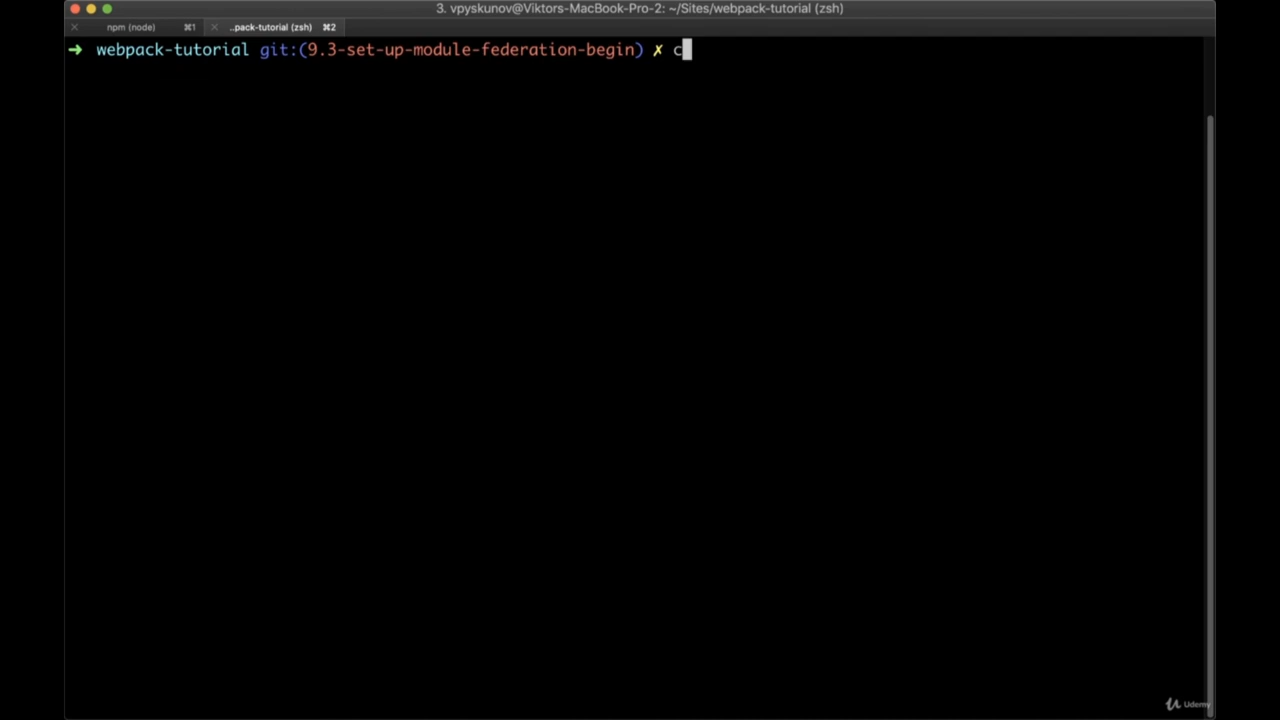 3. vpyskunov@Viktors-MacBook-Pro-2: ~/Sites/webpack-tutorial (zsh)
npm (node) ⌘1 ..pack-tutorial (zsh) ⌘2
➜ webpack-tutorial git:(9.3-set-up-module-federation-begin) ✗ c
Udemy